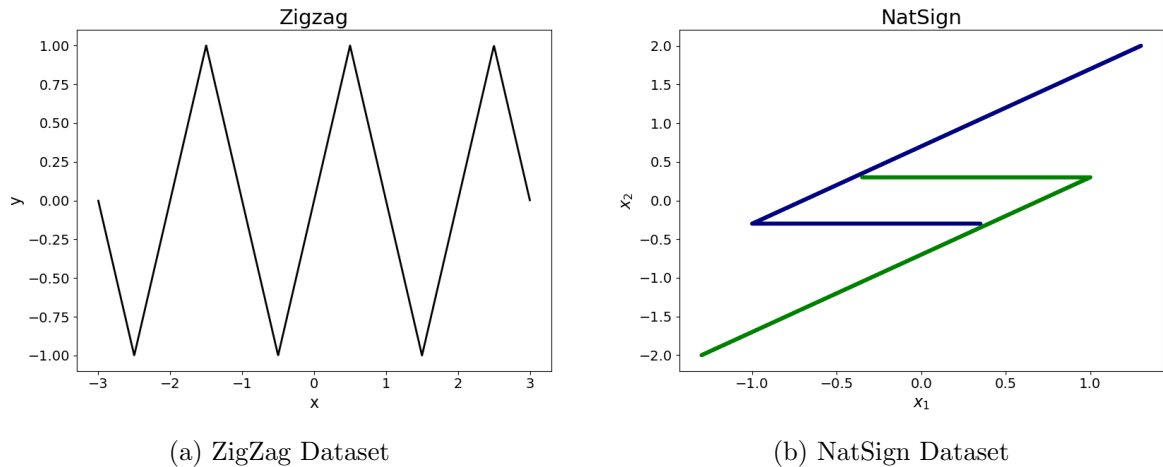 Zigzag
1.00
0.75
0.50
0.25
0.00
−0.25
−0.50
−0.75
−1.00
y
−3 −2 −1 0 1 2 3
x
(a) ZigZag Dataset
NatSign
2.0
1.5
1.0
0.5
0.0
−0.5
−1.0
−1.5
−2.0
x₂
−1.0 −0.5 0.0 0.5 1.0
x₁
(b) NatSign Dataset